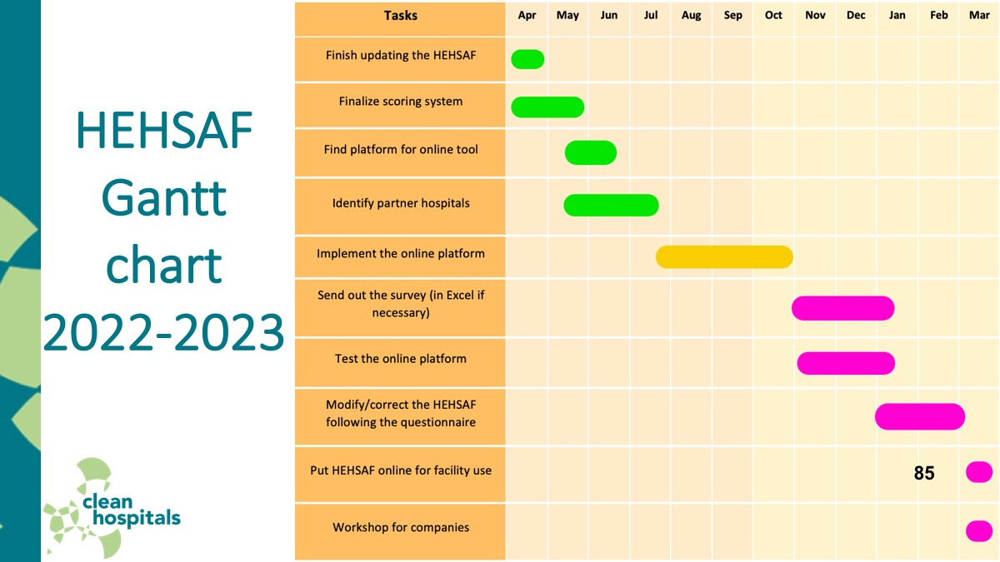 HEHSAF
Gantt
chart
2022-2023
clean
hospitals
Tasks Apr May Jun Jul Aug Sep Oct Nov Dec Jan Feb Mar
Finish updating the HEHSAF
Finalize scoring system
Find platform for online tool
Identify partner hospitals
Implement the online platform
Send out the survey (in Excel if
necessary)
Test the online platform
Modify/correct the HEHSAF
following the questionnaire
Put HEHSAF online for facility use 85
Workshop for companies